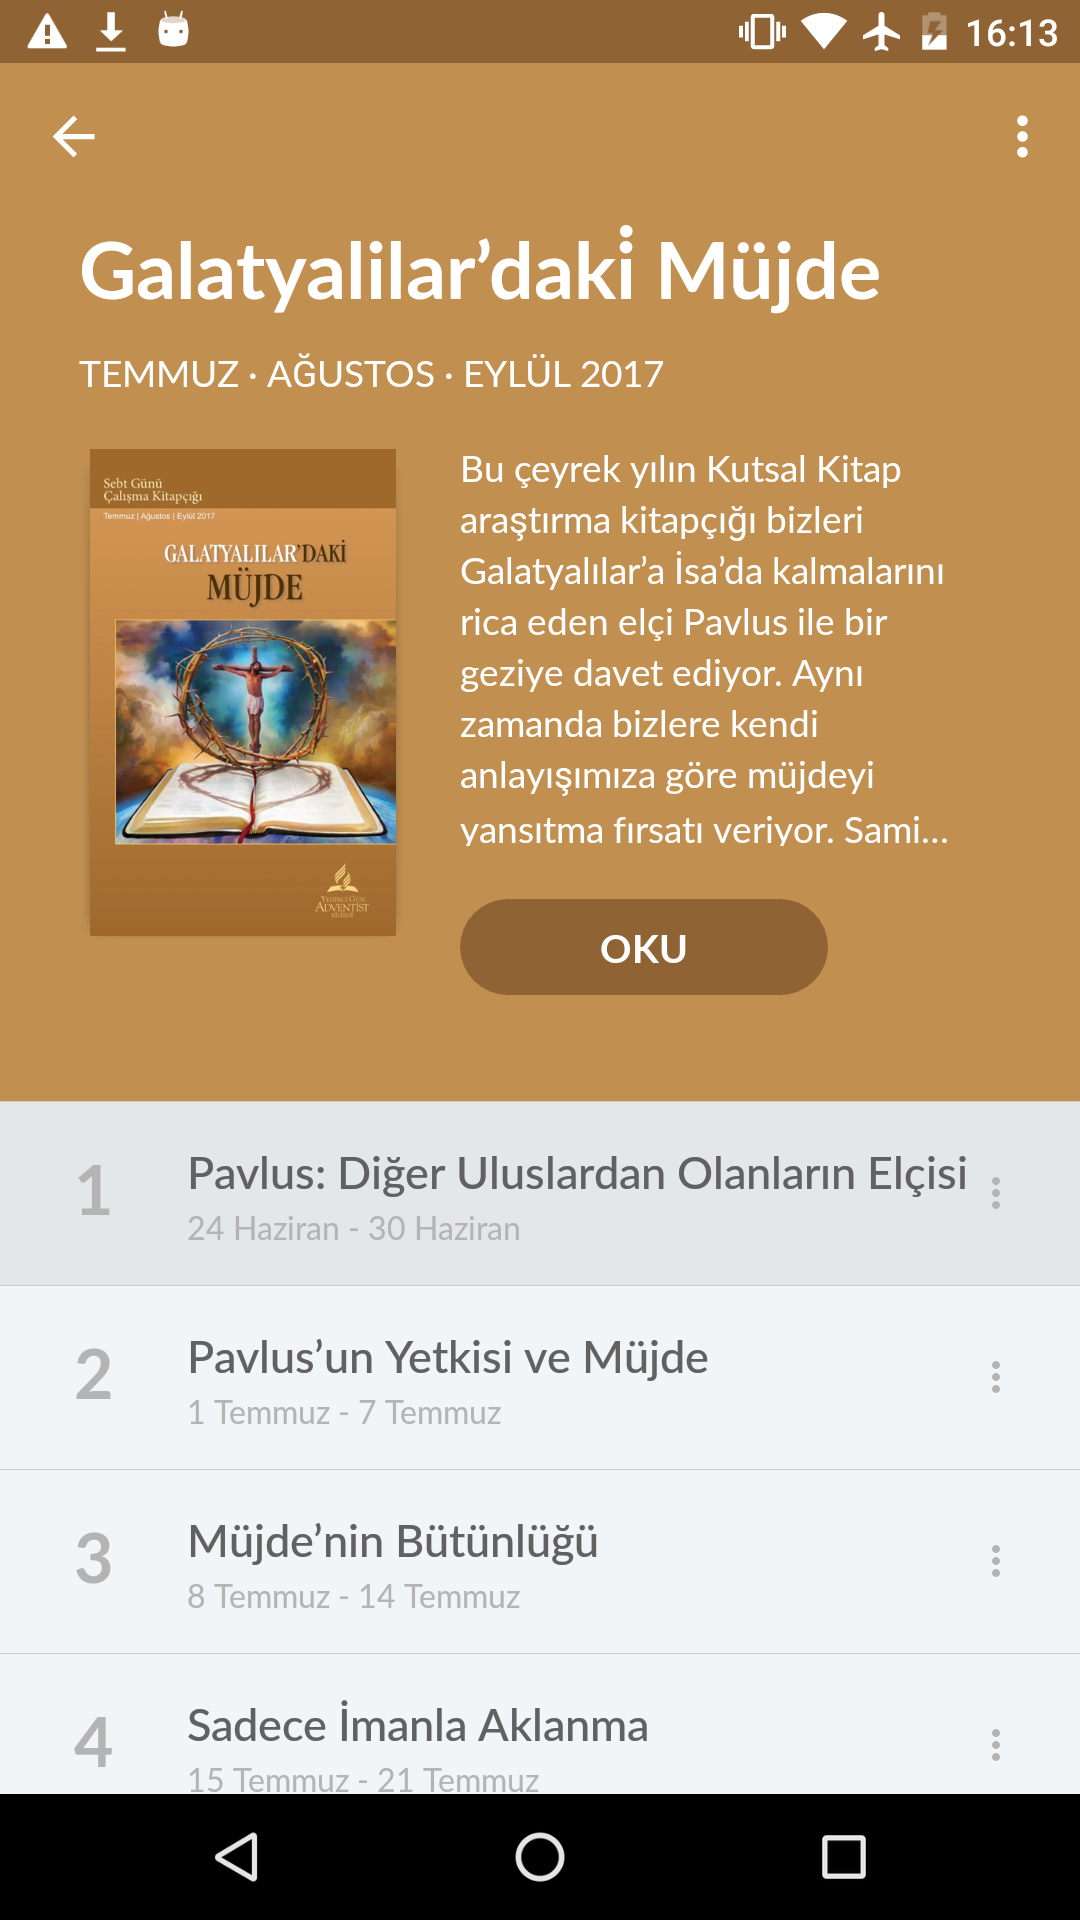 16:13
Galatyalilar’daki̇̇ Müjde
TEMMUZ · AĞUSTOS · EYLÜL 2017
Sebt Günü
Çalışma Kitapçığı
Temmuz | Ağustos | Eylül 2017
GALATYALILAR’DAKİ
MÜJDE
YEDİNCİ GÜN
ADVENTİST
KİLİSESİ
Bu çeyrek yılın Kutsal Kitap
araştırma kitapçığı bizleri
Galatyalılar’a İsa’da kalmalarını
rica eden elçi Pavlus ile bir
geziye davet ediyor. Aynı
zamanda bizlere kendi
anlayışımıza göre müjdeyi
yansıtma fırsatı veriyor. Sami...
OKU
1
Pavlus: Diğer Uluslardan Olanların Elçisi
24 Haziran - 30 Haziran
2
Pavlus’un Yetkisi ve Müjde
1 Temmuz - 7 Temmuz
3
Müjde’nin Bütünlüğü
8 Temmuz - 14 Temmuz
4
Sadece İmanla Aklanma
15 Temmuz - 21 Temmuz